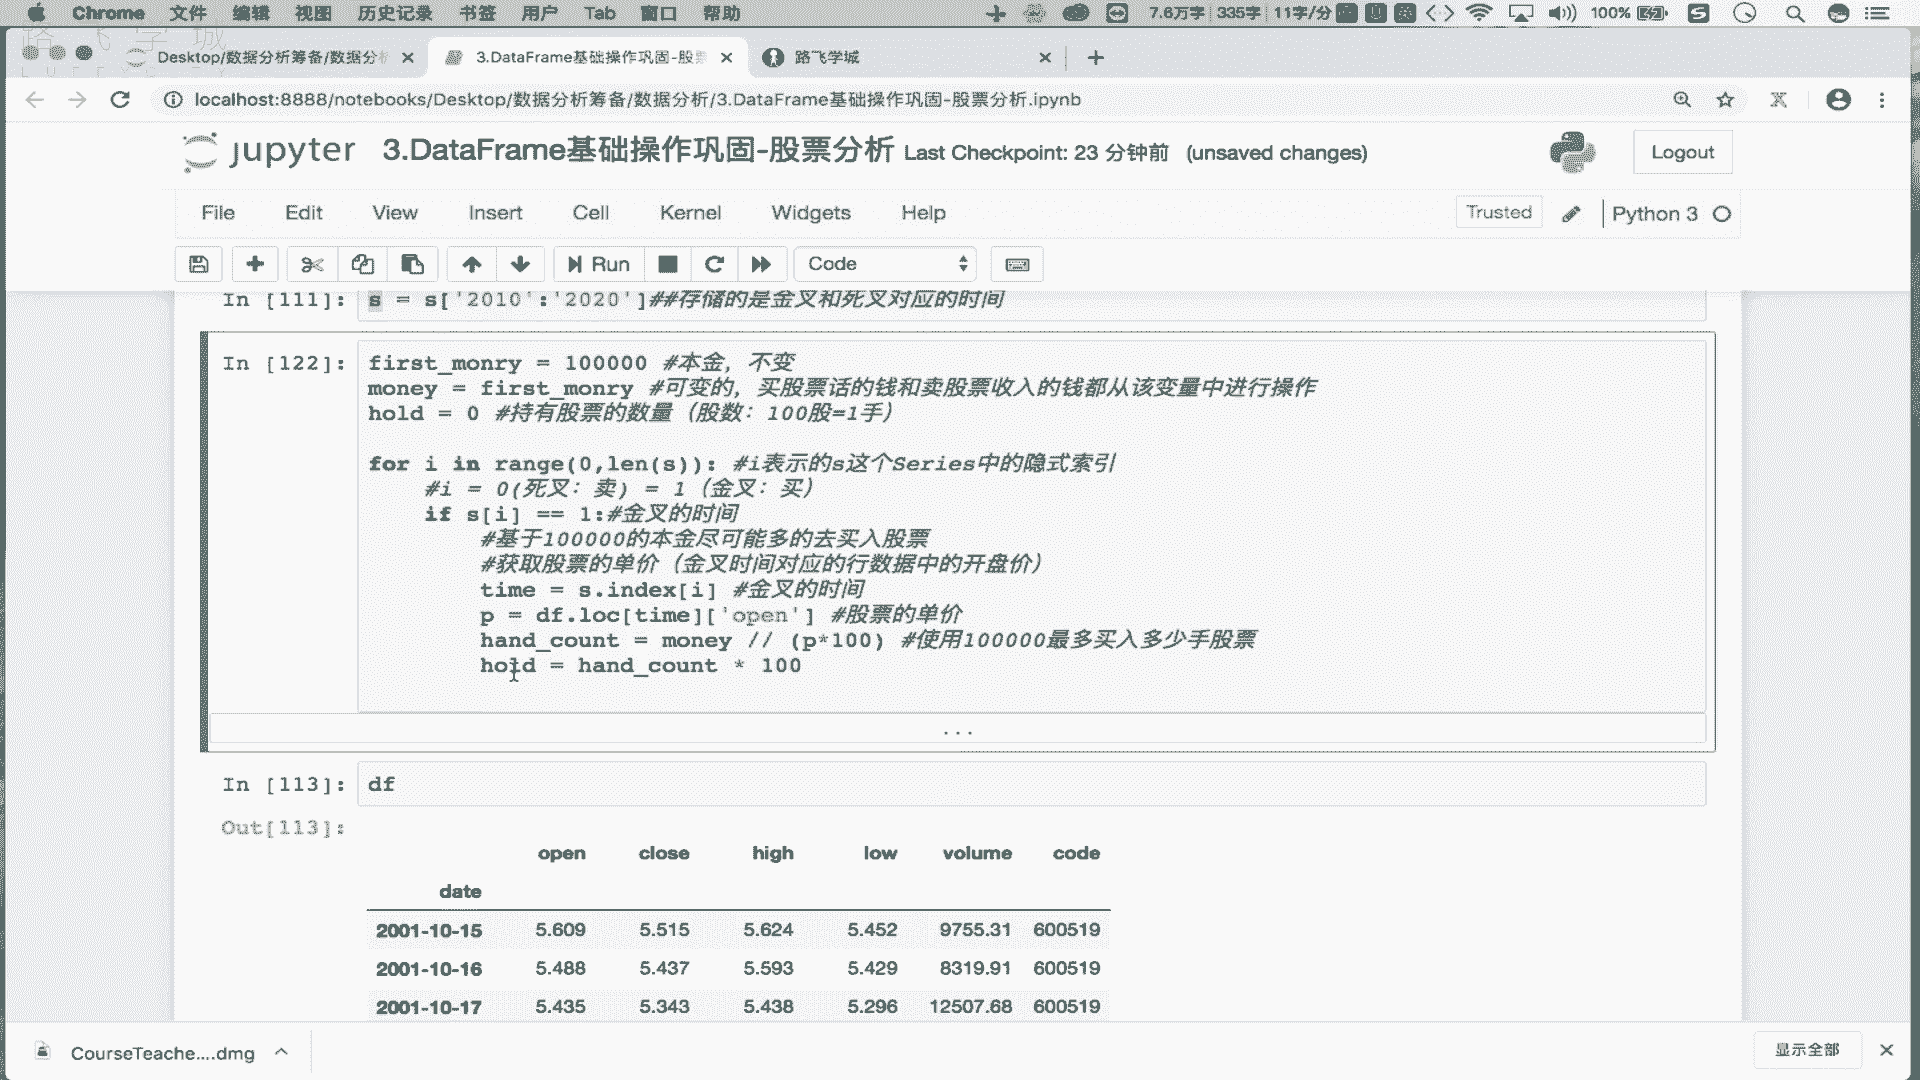 Chrome 文件 编辑 视图 历史记录 书签 用户 Tab 窗口 帮助 7.6万字 335字 11字/分 100%
Desktop/数据分析筹备/数据分析 3.DataFrame基础操作巩固-股票 路飞学城
localhost:8888/notebooks/Desktop/数据分析筹备/数据分析/3.DataFrame基础操作巩固-股票分析.ipynb
jupyter 3.DataFrame基础操作巩固-股票分析 Last Checkpoint: 23 分钟前 (unsaved changes) Logout
File Edit View Insert Cell Kernel Widgets Help Trusted Python 3
Run Code
In [111]: s = s['2010':'2020']##存储的是金叉和死叉对应的时间
In [122]: first_monry = 100000 #本金，不变
money = first_monry #可变的，买股票话的钱和卖股票收入的钱都从该变量中进行操作
hold = 0 #持有股票的数量（股数：100股=1手）
for i in range(0,len(s)): #i表示的s这个Series中的隐式索引
#i = 0(死叉：卖) = 1（金叉：买）
if s[i] == 1:#金叉的时间
#基于100000的本金尽可能多的去买入股票
#获取股票的单价（金叉时间对应的行数据中的开盘价）
time = s.index[i] #金叉的时间
p = df.loc[time]['open'] #股票的单价
hand_count = money // (p*100) #使用100000最多买入多少手股票
hold = hand_count * 100
...
In [113]: df
Out[113]:
open close high low volume code
date
2001-10-15 5.609 5.515 5.624 5.452 9755.31 600519
2001-10-16 5.488 5.437 5.593 5.429 8319.91 600519
2001-10-17 5.435 5.343 5.438 5.296 12507.68 600519
CourseTeache....dmg 显示全部